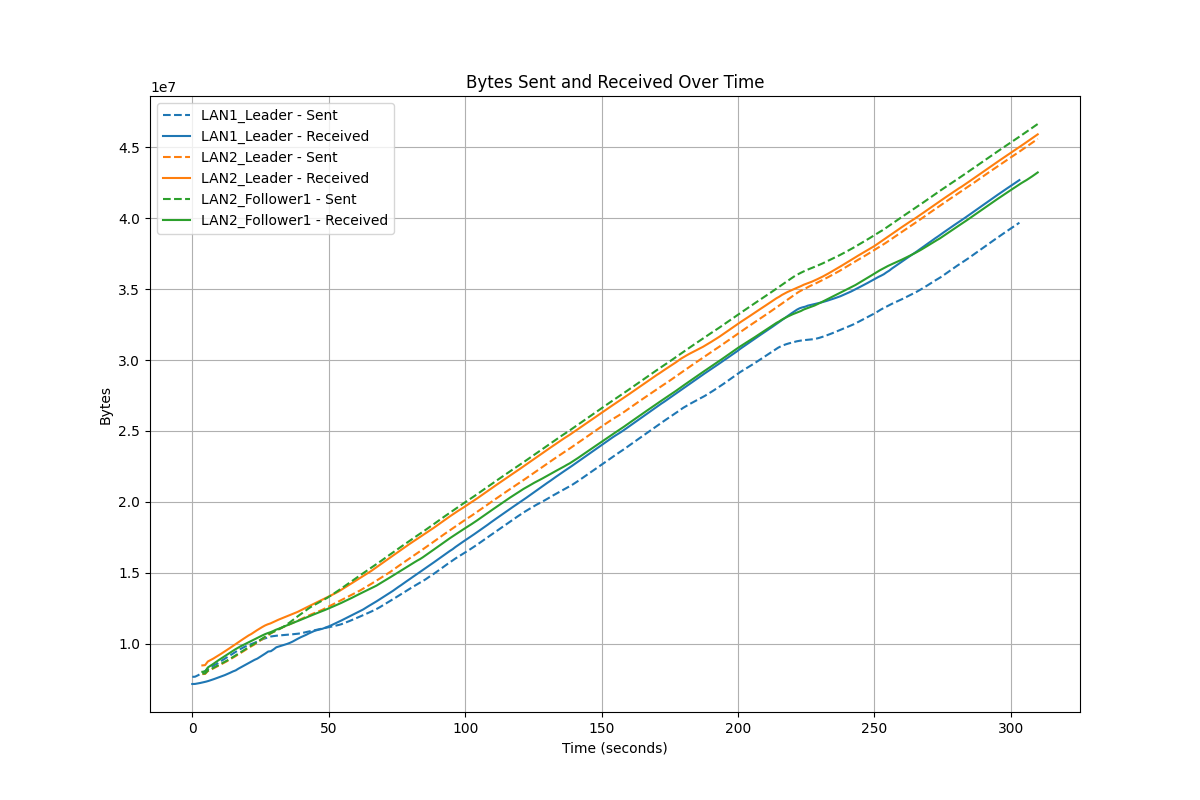 Bytes Sent and Received Over Time
1e7
LAN1_Leader - Sent
LAN1_Leader - Received
LAN2_Leader - Sent
LAN2_Leader - Received
LAN2_Follower1 - Sent
LAN2_Follower1 - Received
4.5
4.0
3.5
3.0
2.5
2.0
1.5
1.0
Bytes
0 50 100 150 200 250 300
Time (seconds)